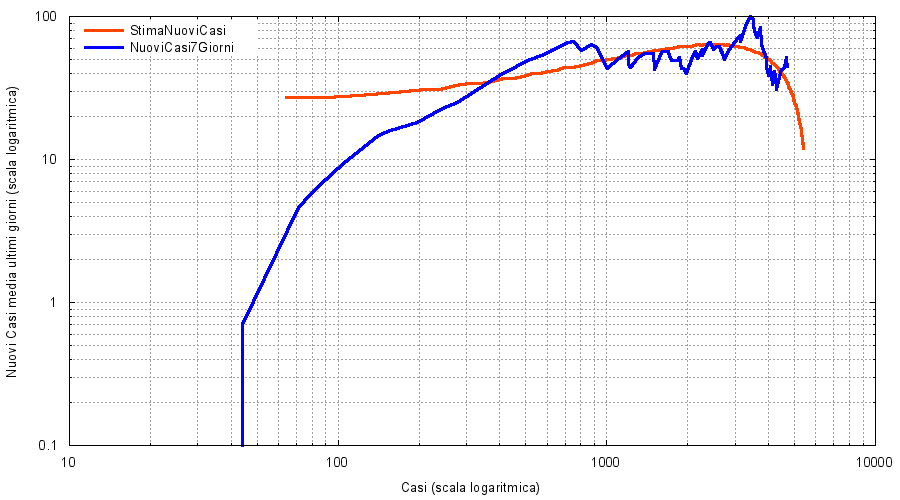 StimaNuoviCasi
NuoviCasi7Giorni
100
10
1
0.1
Nuovi Casi media ultimi giorni (scala logaritmica)
10
100
1000
10000
Casi (scala logaritmica)